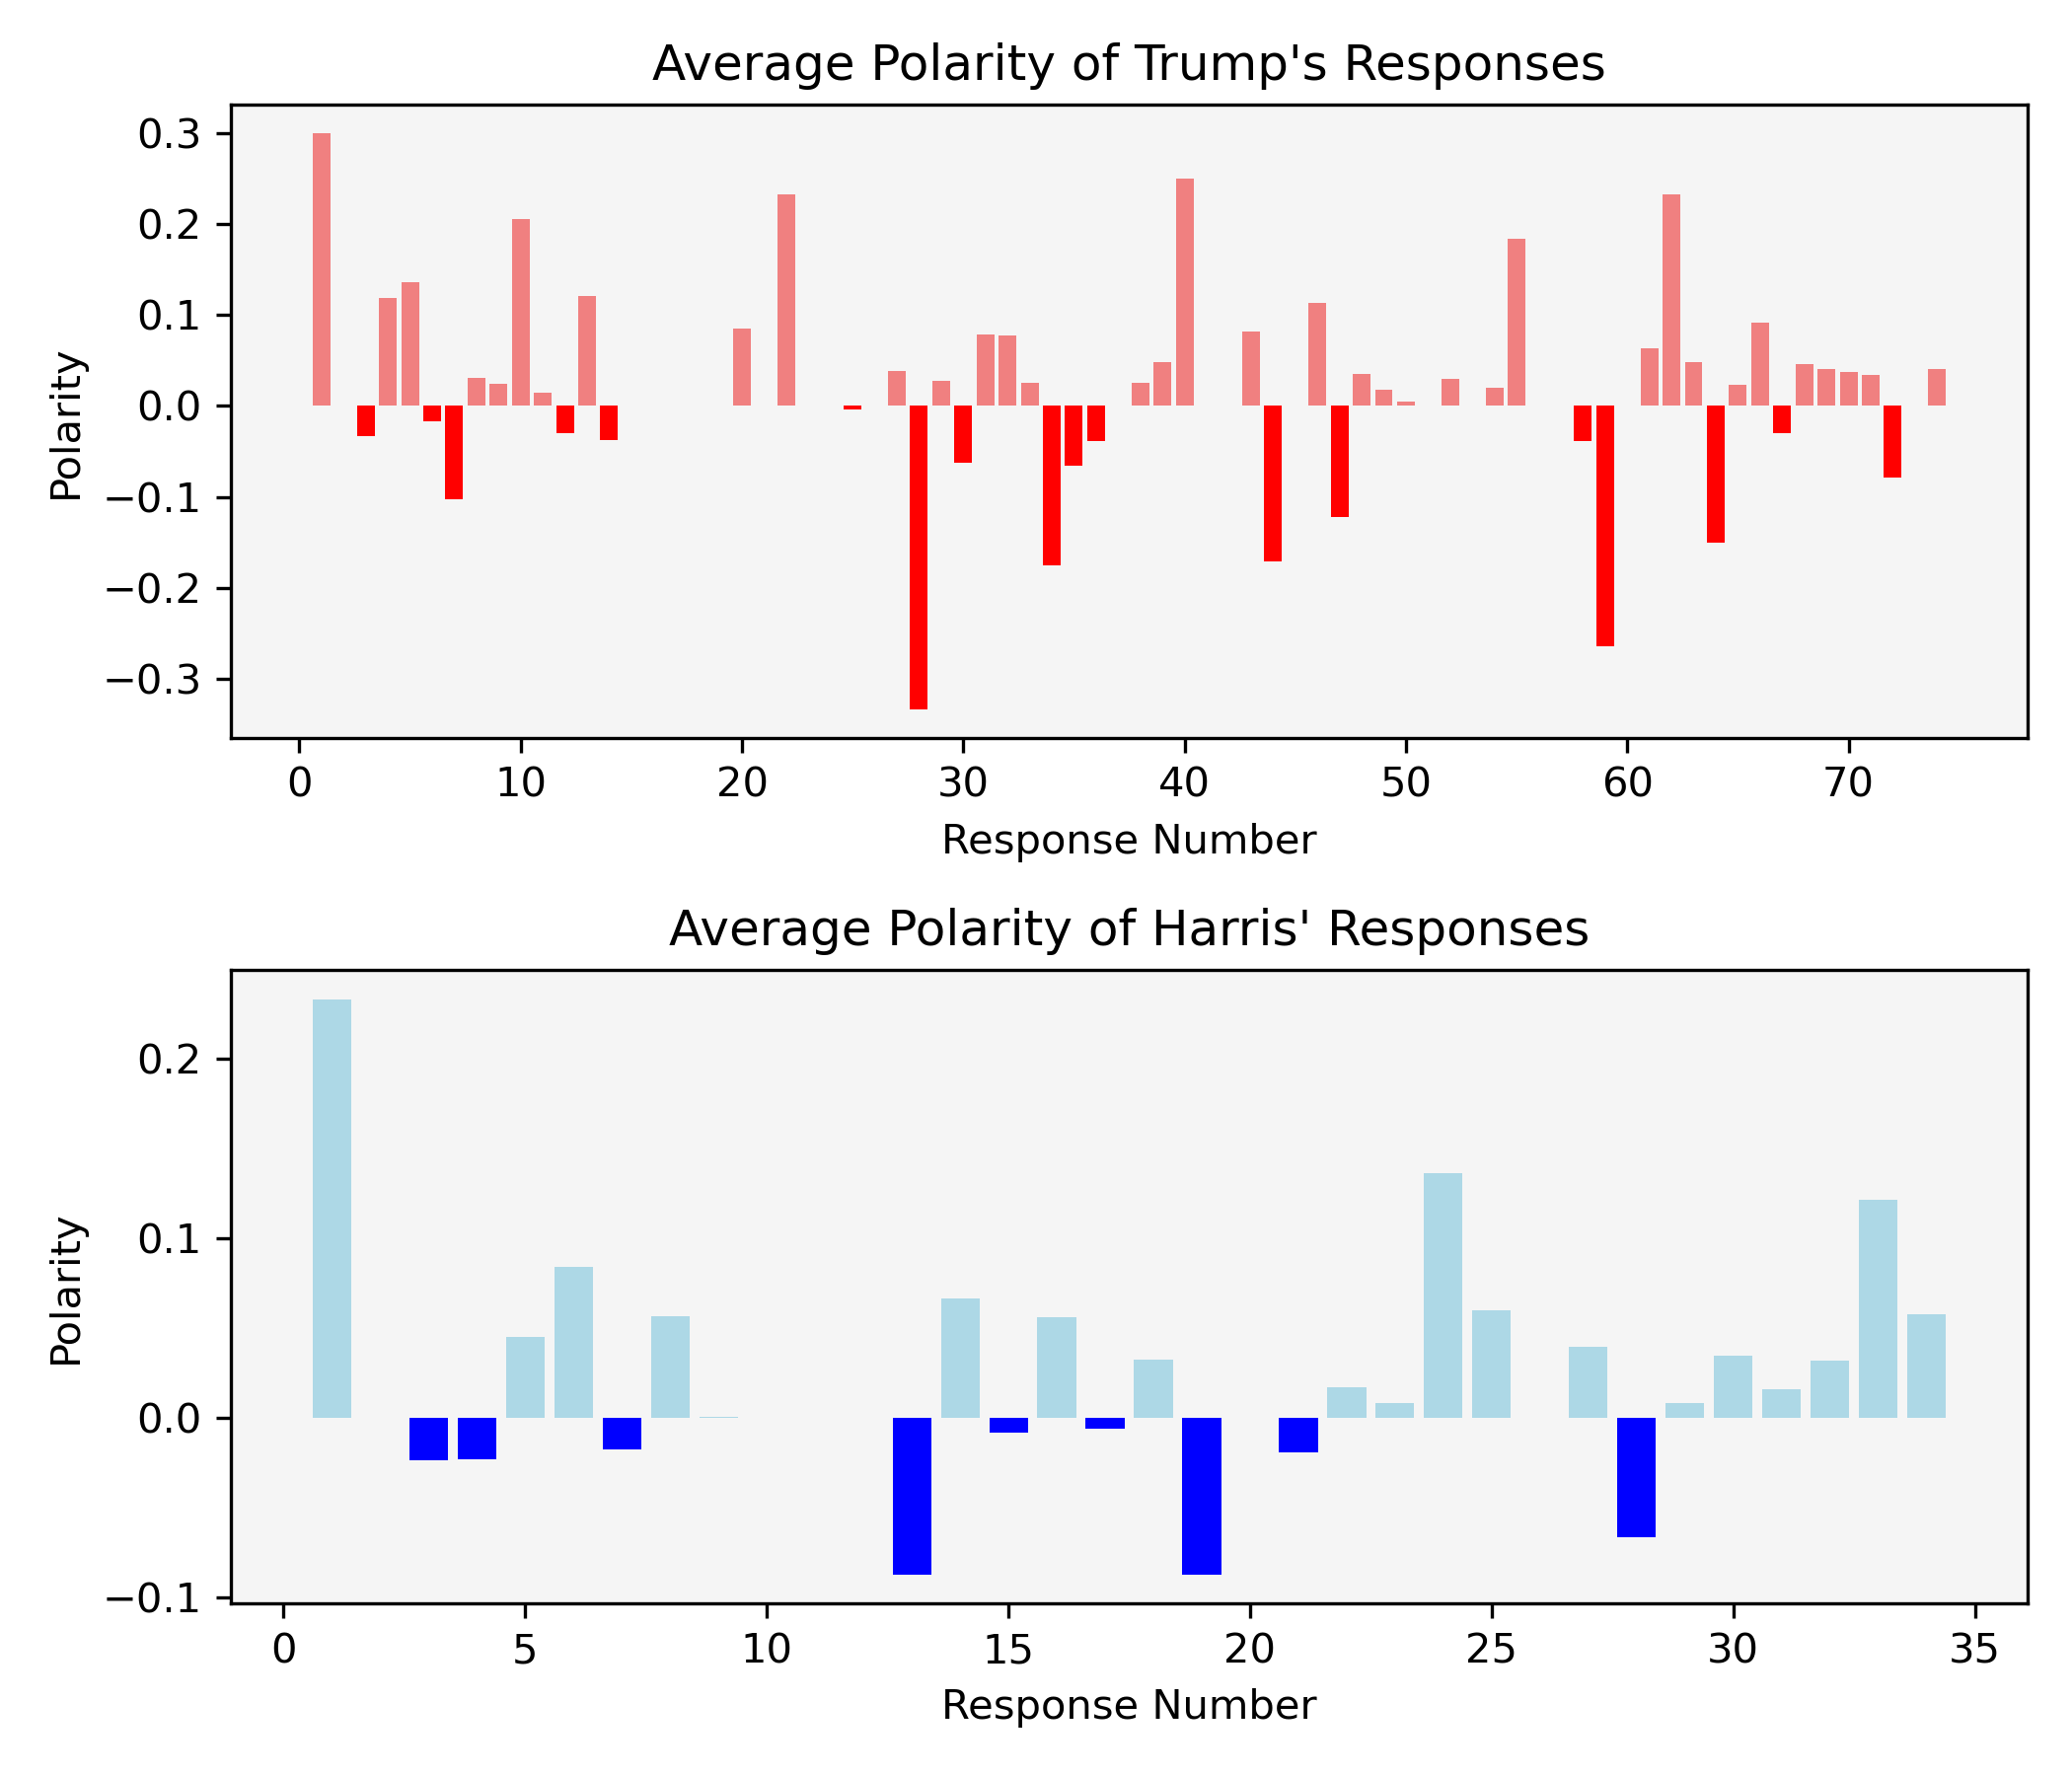 Average Polarity of Trump's Responses
0.3
0.2
0.1
0.0
−0.1
−0.2
−0.3
Polarity
0 10 20 30 40 50 60 70
Response Number
Average Polarity of Harris' Responses
0.2
0.1
0.0
−0.1
Polarity
0 5 10 15 20 25 30 35
Response Number